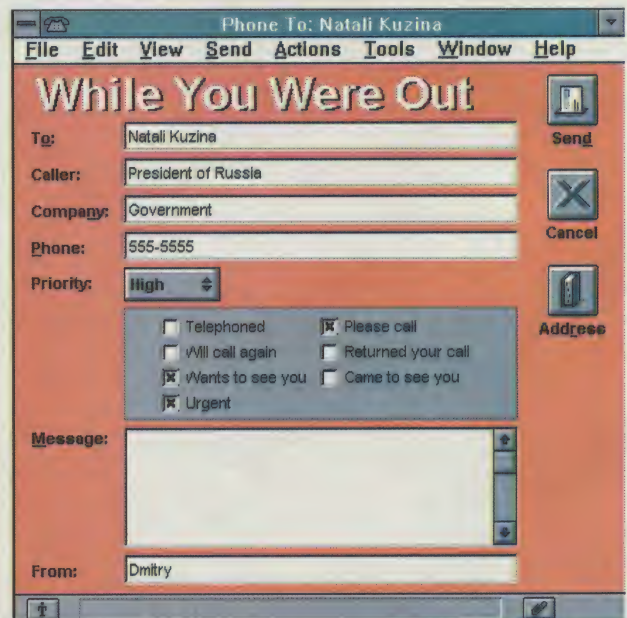 Phone To: Natali Kuzina
File Edit View Send Actions Tools Window Help
While You Were Out
To: Natali Kuzina
Send
Caller: President of Russia
Company: Government
Cancel
Phone: 555-5555
Priority: High
Address
Telephoned Please call
Will call again Returned your call
Wants to see you Came to see you
Urgent
Message:
From: Dmitry